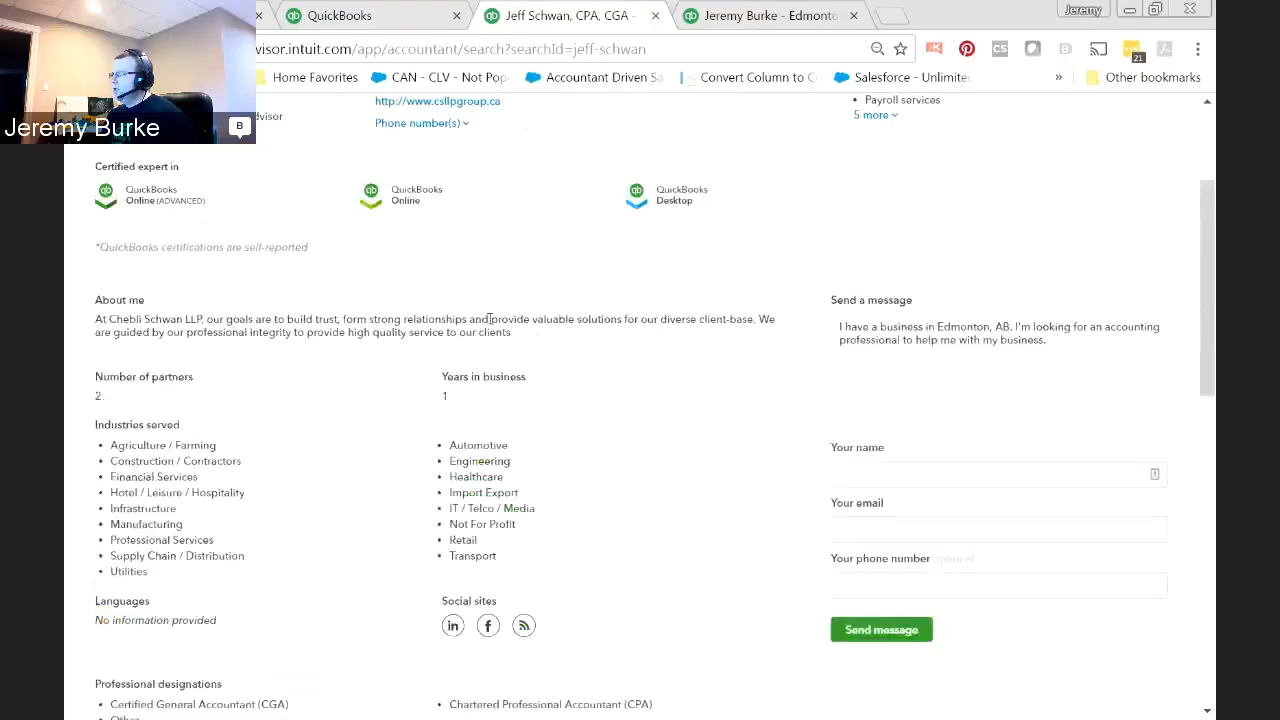 QuickBooks
Jeff Schwan, CPA, CGA -
Jeremy Burke - Edmonton
Jeremy
visor.intuit.com/app/accountant/search?searchId=jeff-schwan
21
Home Favorites
CAN - CLV - Not Pop
Accountant Driven Sa
Convert Column to C
Salesforce - Unlimite
»
Other bookmarks
Jeremy Burke
B
dvisor
http://www.csllpgroup.ca
Phone number(s)
Payroll services
5 more
Certified expert in
QuickBooks
Online (ADVANCED)
QuickBooks
Online
QuickBooks
Desktop
*QuickBooks certifications are self-reported
About me
At Chebli Schwan LLP, our goals are to build trust, form strong relationships and provide valuable solutions for our diverse client-base. We
are guided by our professional integrity to provide high quality service to our clients
Number of partners
2
Years in business
1
Industries served
• Agriculture / Farming
• Construction / Contractors
• Financial Services
• Hotel / Leisure / Hospitality
• Infrastructure
• Manufacturing
• Professional Services
• Supply Chain / Distribution
• Utilities
• Automotive
• Engineering
• Healthcare
• Import Export
• IT / Telco / Media
• Not For Profit
• Retail
• Transport
Languages
No information provided
Social sites
in
f
Professional designations
• Certified General Accountant (CGA)
• Other
• Chartered Professional Accountant (CPA)
Send a message
I have a business in Edmonton, AB. I'm looking for an accounting
professional to help me with my business.
Your name
Your email
Your phone number optional
Send message